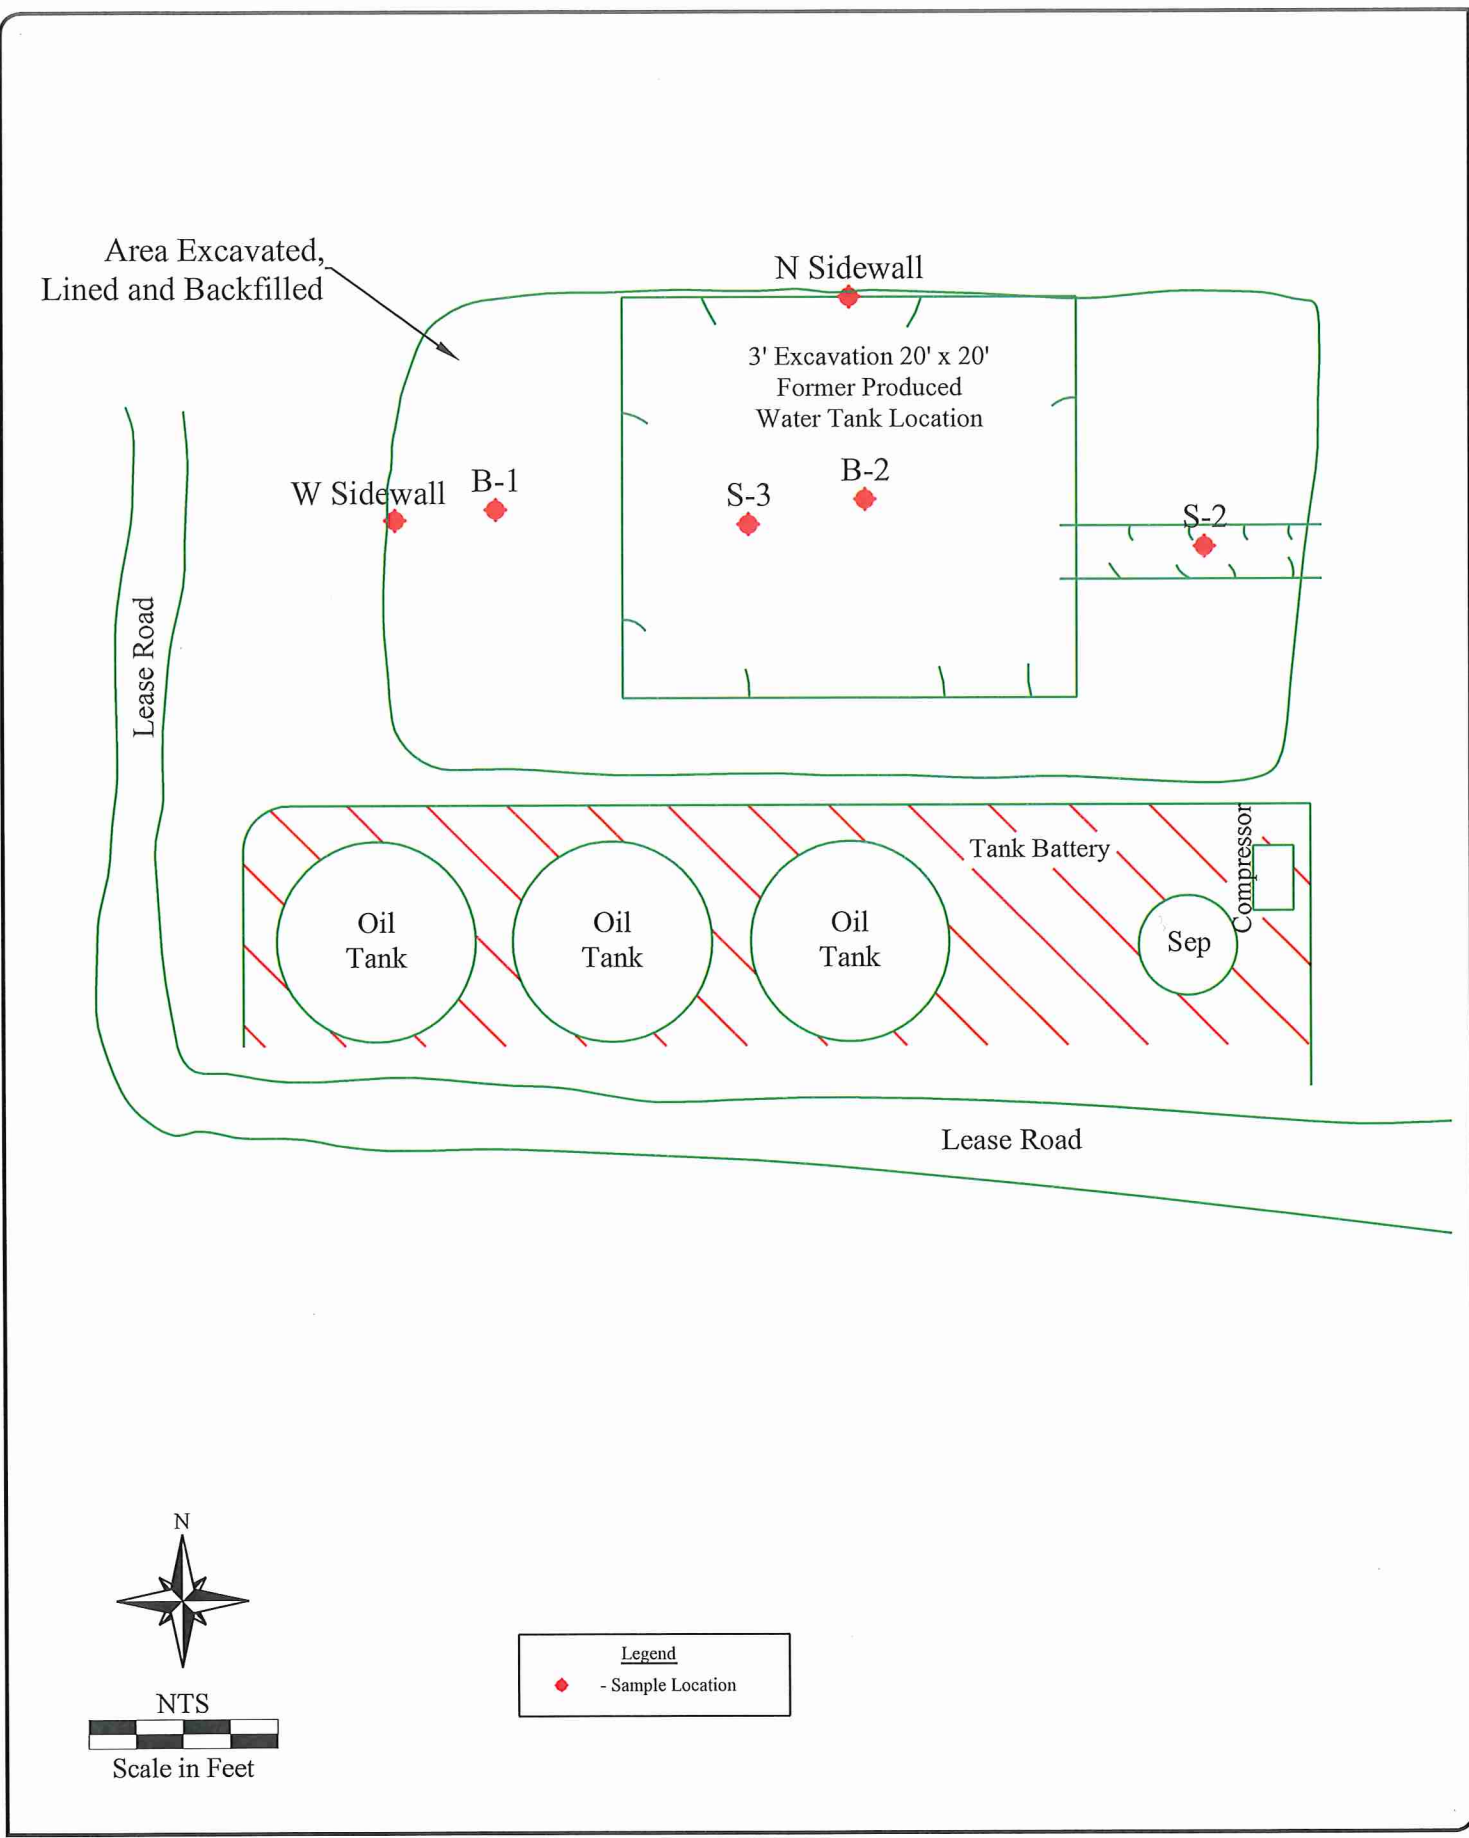 Area Excavated,
Lined and Backfilled
N Sidewall
3' Excavation 20' x 20'
Former Produced
Water Tank Location
W Sidewall
B-1
S-3
B-2
S-2
Lease Road
Tank Battery
Compressor
Oil
Tank
Oil
Tank
Oil
Tank
Sep
Lease Road
N
NTS
Scale in Feet
Legend
- Sample Location